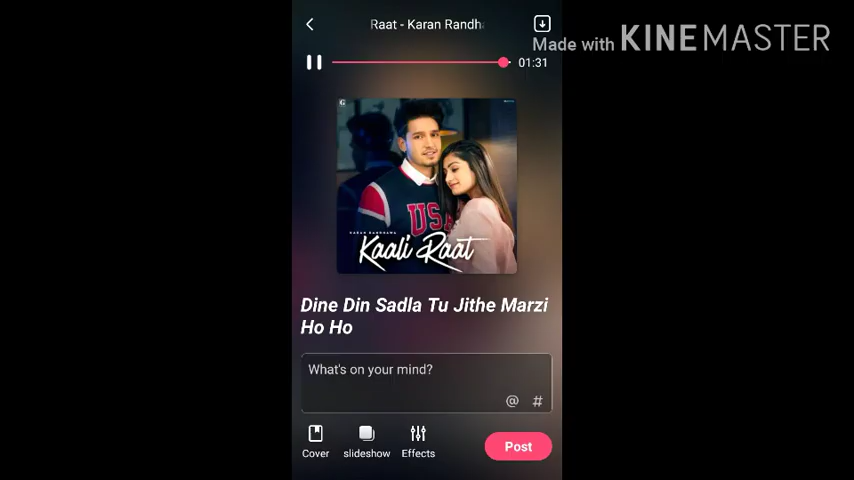 Raat - Karan Randha
Made with KINEMASTER
01:31
USA
KARAN RANDHAWA
Kaali Raat
Dine Din Sadla Tu Jithe Marzi
Ho Ho
What's on your mind?
@ #
Cover slideshow Effects
Post